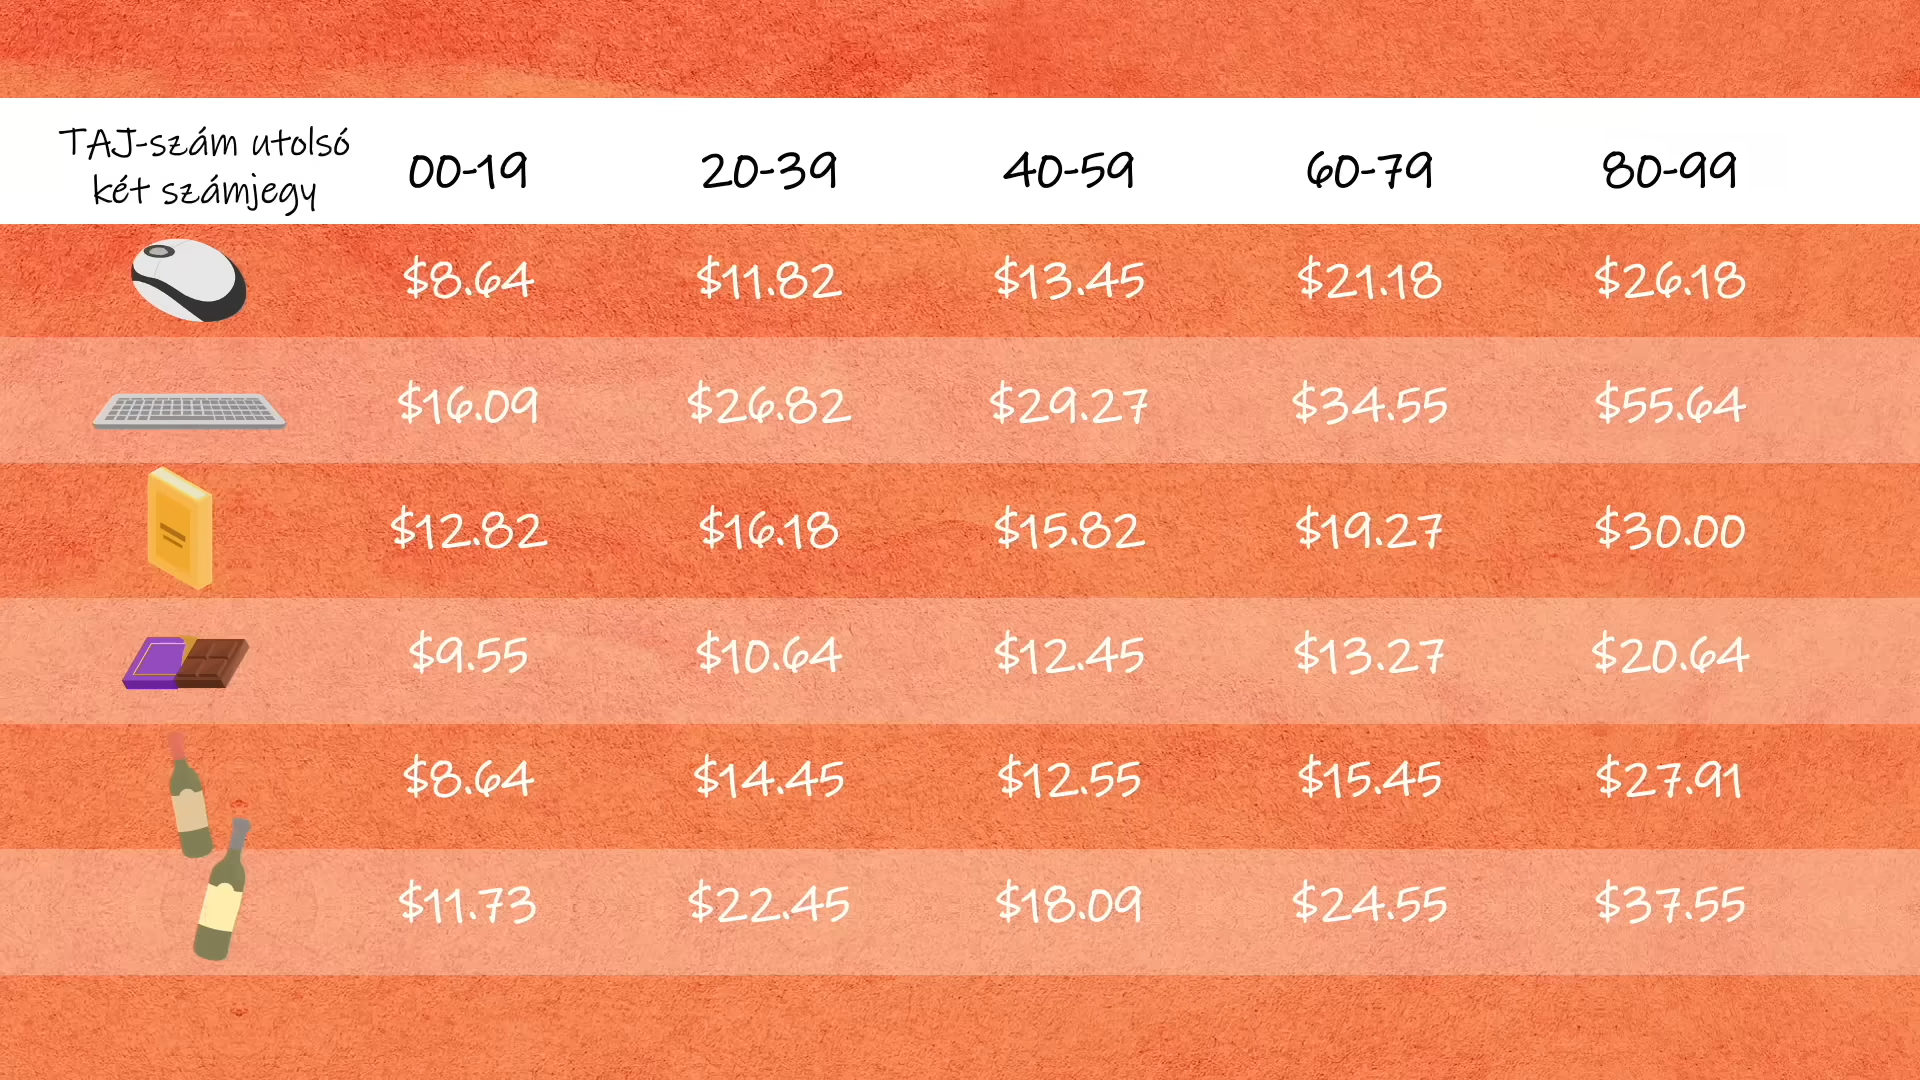 TAJ-szám utolsó
két számjegy
00-19 20-39 40-59 60-79 80-99
$8.64 $11.82 $13.45 $21.18 $26.18
$16.09 $26.82 $29.27 $34.55 $55.64
$12.82 $16.18 $15.82 $19.27 $30.00
$9.55 $10.64 $12.45 $13.27 $20.64
$8.64 $14.45 $12.55 $15.45 $27.91
$11.73 $22.45 $18.09 $24.55 $37.55